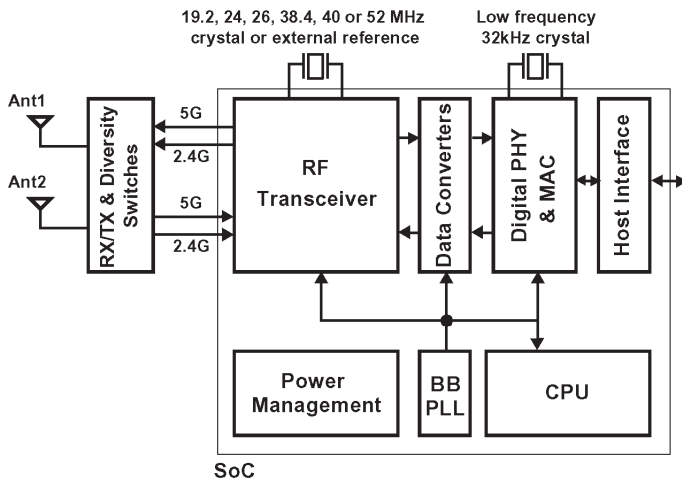 19.2, 24, 26, 38.4, 40 or 52 MHz
crystal or external reference
Low frequency
32kHz crystal
Ant1
Ant2
RX/TX & Diversity
Switches
5G
2.4G
5G
2.4G
RF
Transceiver
Data Converters
Digital PHY
& MAC
Host Interface
Power
Management
BB
PLL
CPU
SoC